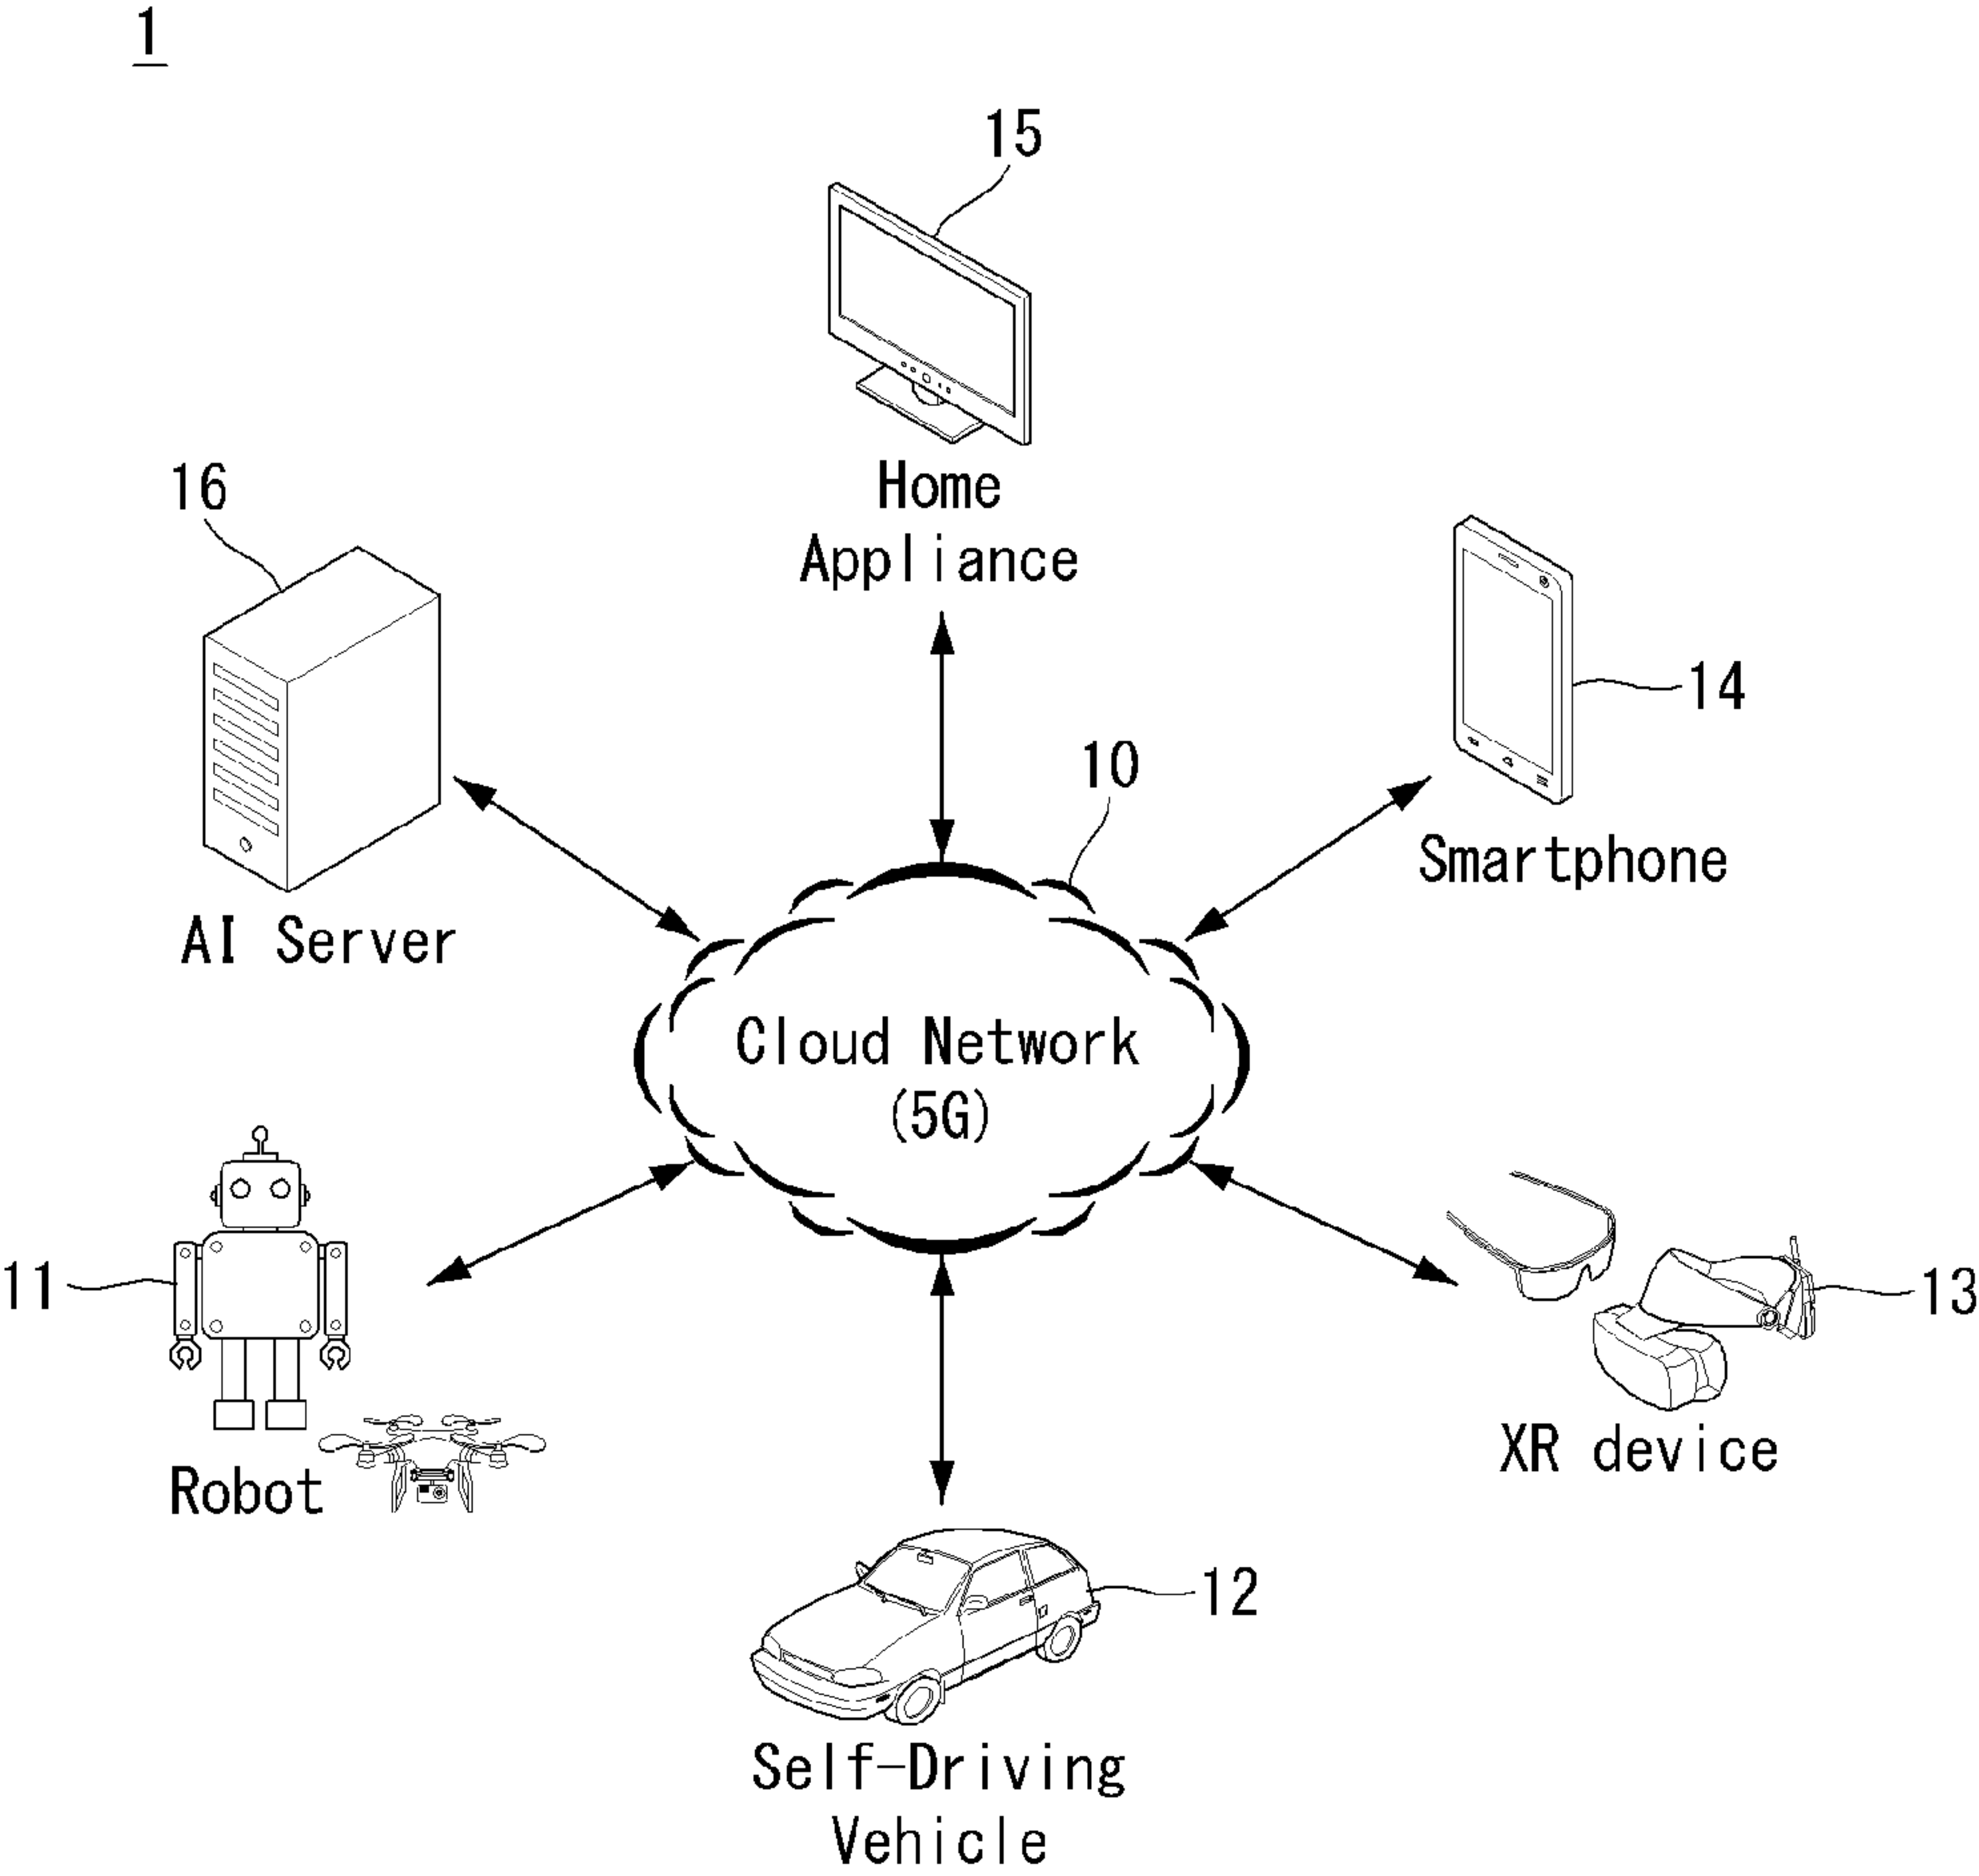 1
15
Home
Appliance
16
AI Server
14
Smartphone
10
Cloud Network
(5G)
11
Robot
13
XR device
12
Self-Driving
Vehicle